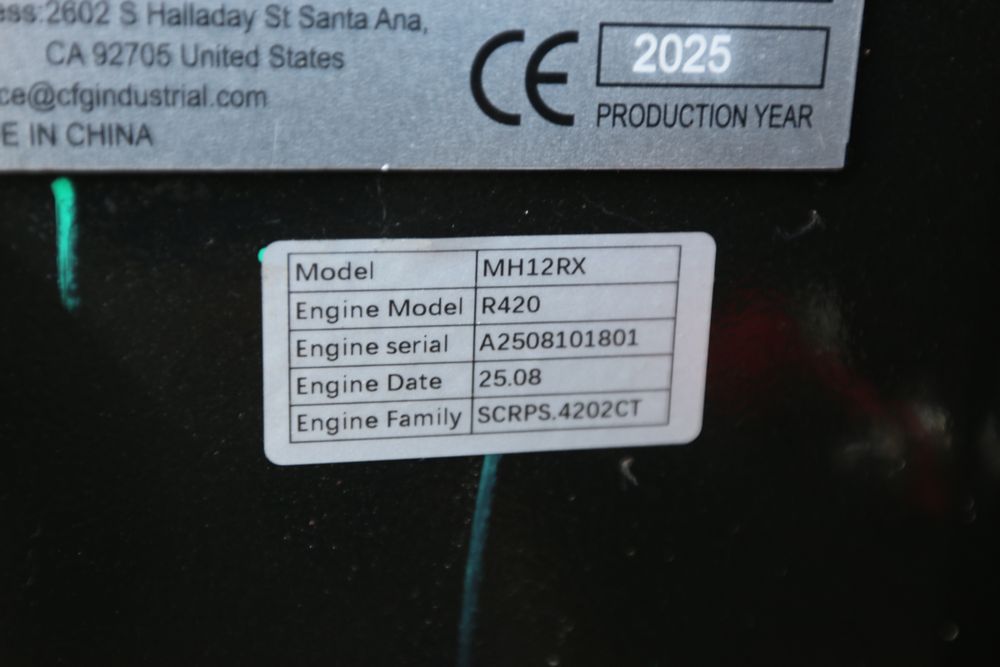 2602 S Halladay St Santa Ana,
CA 92705 United States
ce@cfgindustrial.com
E IN CHINA
CE
2025
PRODUCTION YEAR
Model MH12RX
Engine Model R420
Engine serial A2508101801
Engine Date 25.08
Engine Family SCRPS.4202CT